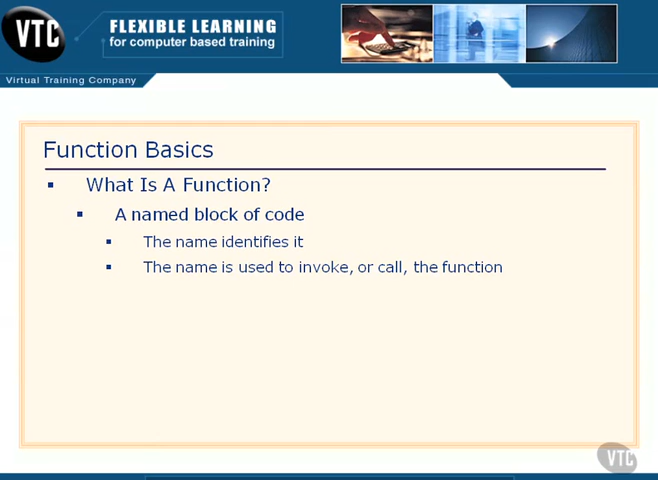 VTC
FLEXIBLE LEARNING
for computer based training
Virtual Training Company
Function Basics
What Is A Function?
A named block of code
The name identifies it
The name is used to invoke, or call, the function
VTC